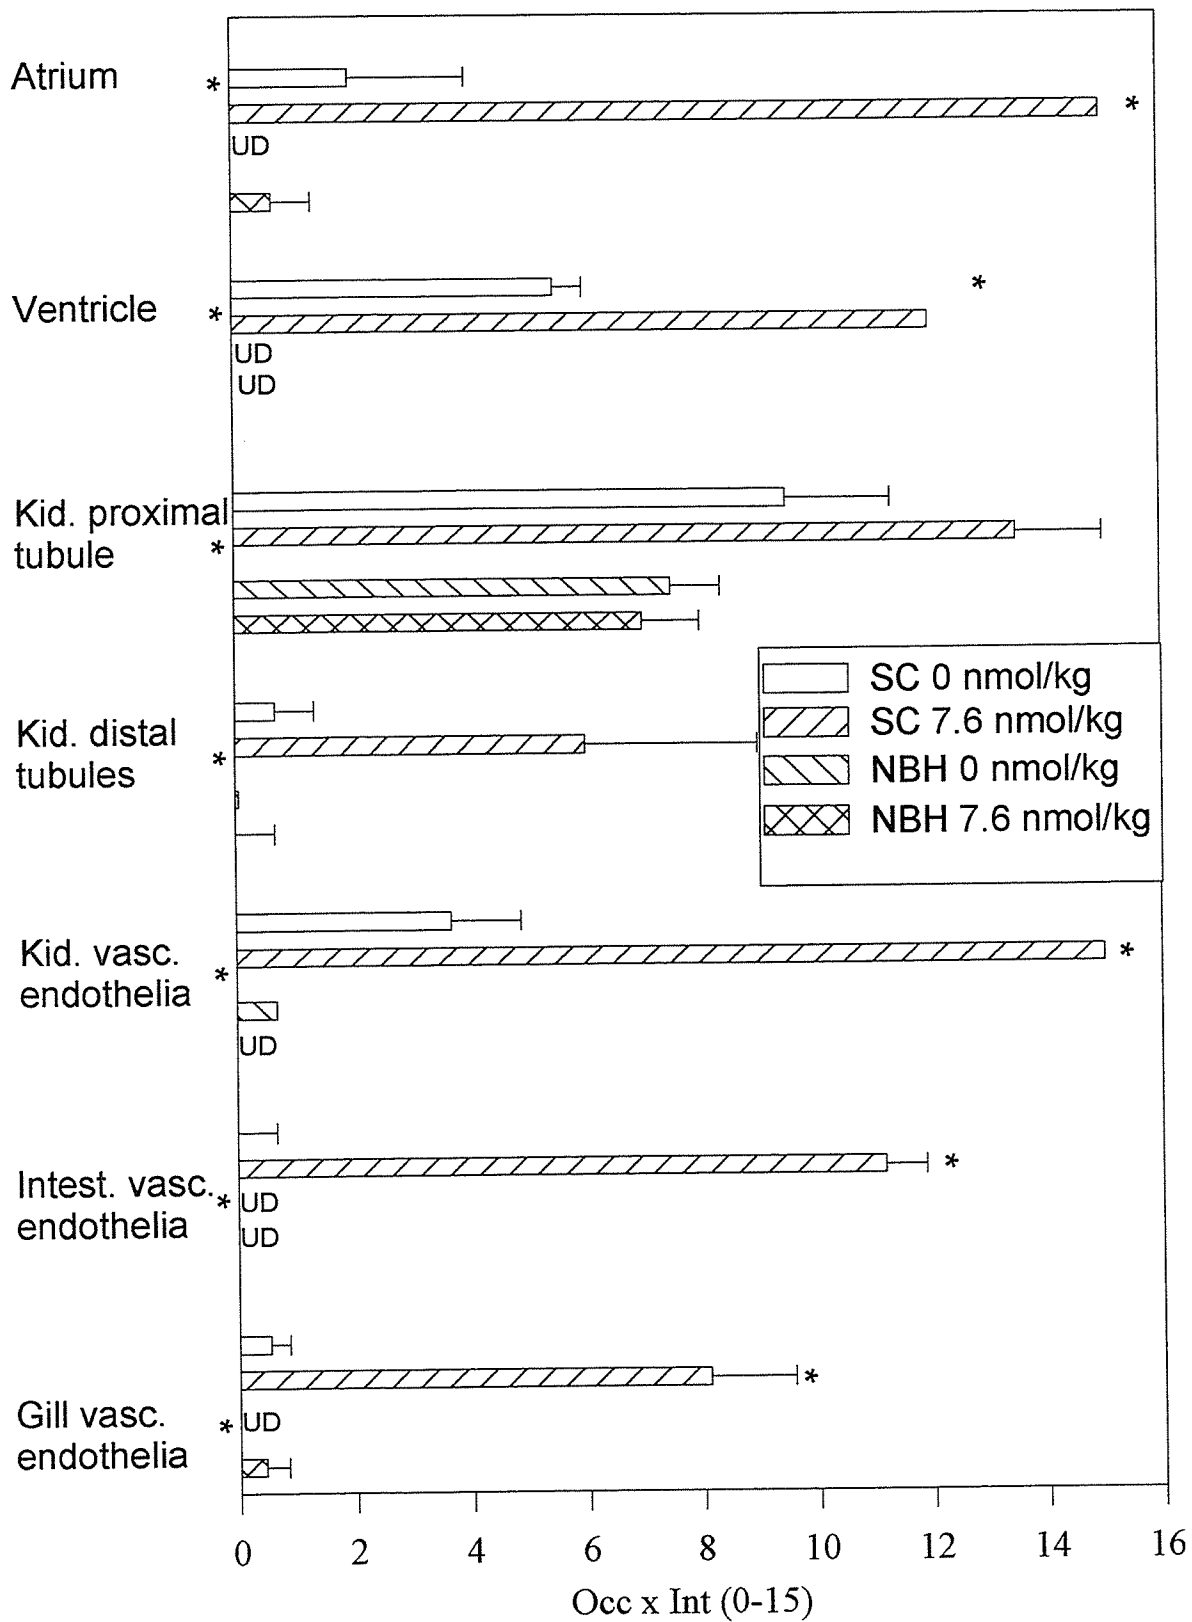 Atrium
*
*
UD
Ventricle
*
*
UD
UD
Kid. proximal
tubule
*
SC 0 nmol/kg
SC 7.6 nmol/kg
NBH 0 nmol/kg
NBH 7.6 nmol/kg
Kid. distal
tubules
*
Kid. vasc.
endothelia
*
*
UD
Intest. vasc.
endothelia
*
*
UD
UD
Gill vasc.
endothelia
*
*
UD
0 2 4 6 8 10 12 14 16
Occ x Int (0-15)